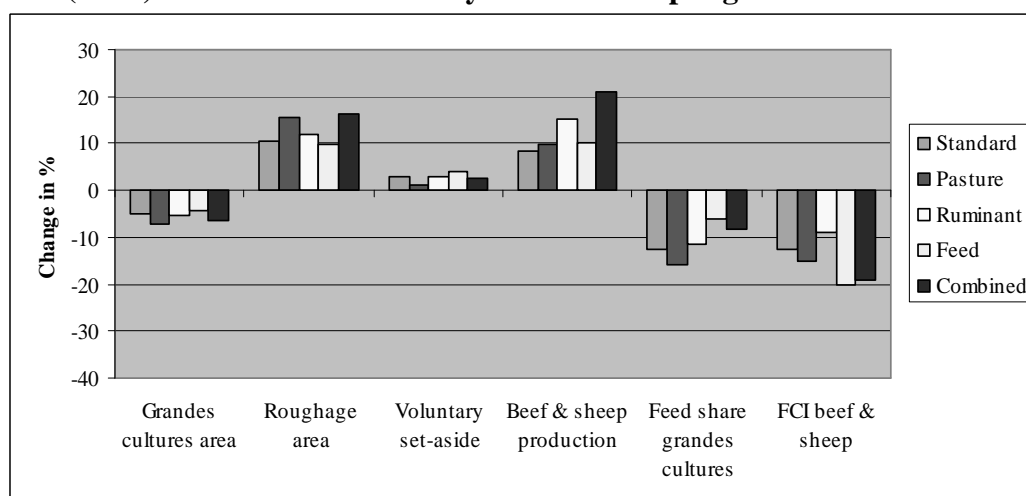 30
20
10
0
-10
-20
-30
-40
Change in %
Grandes
cultures area
Roughage
area
Voluntary
set-aside
Beef & sheep
production
Feed share
grandes
cultures
FCI beef &
sheep
Standard
Pasture
Ruminant
Feed
Combined